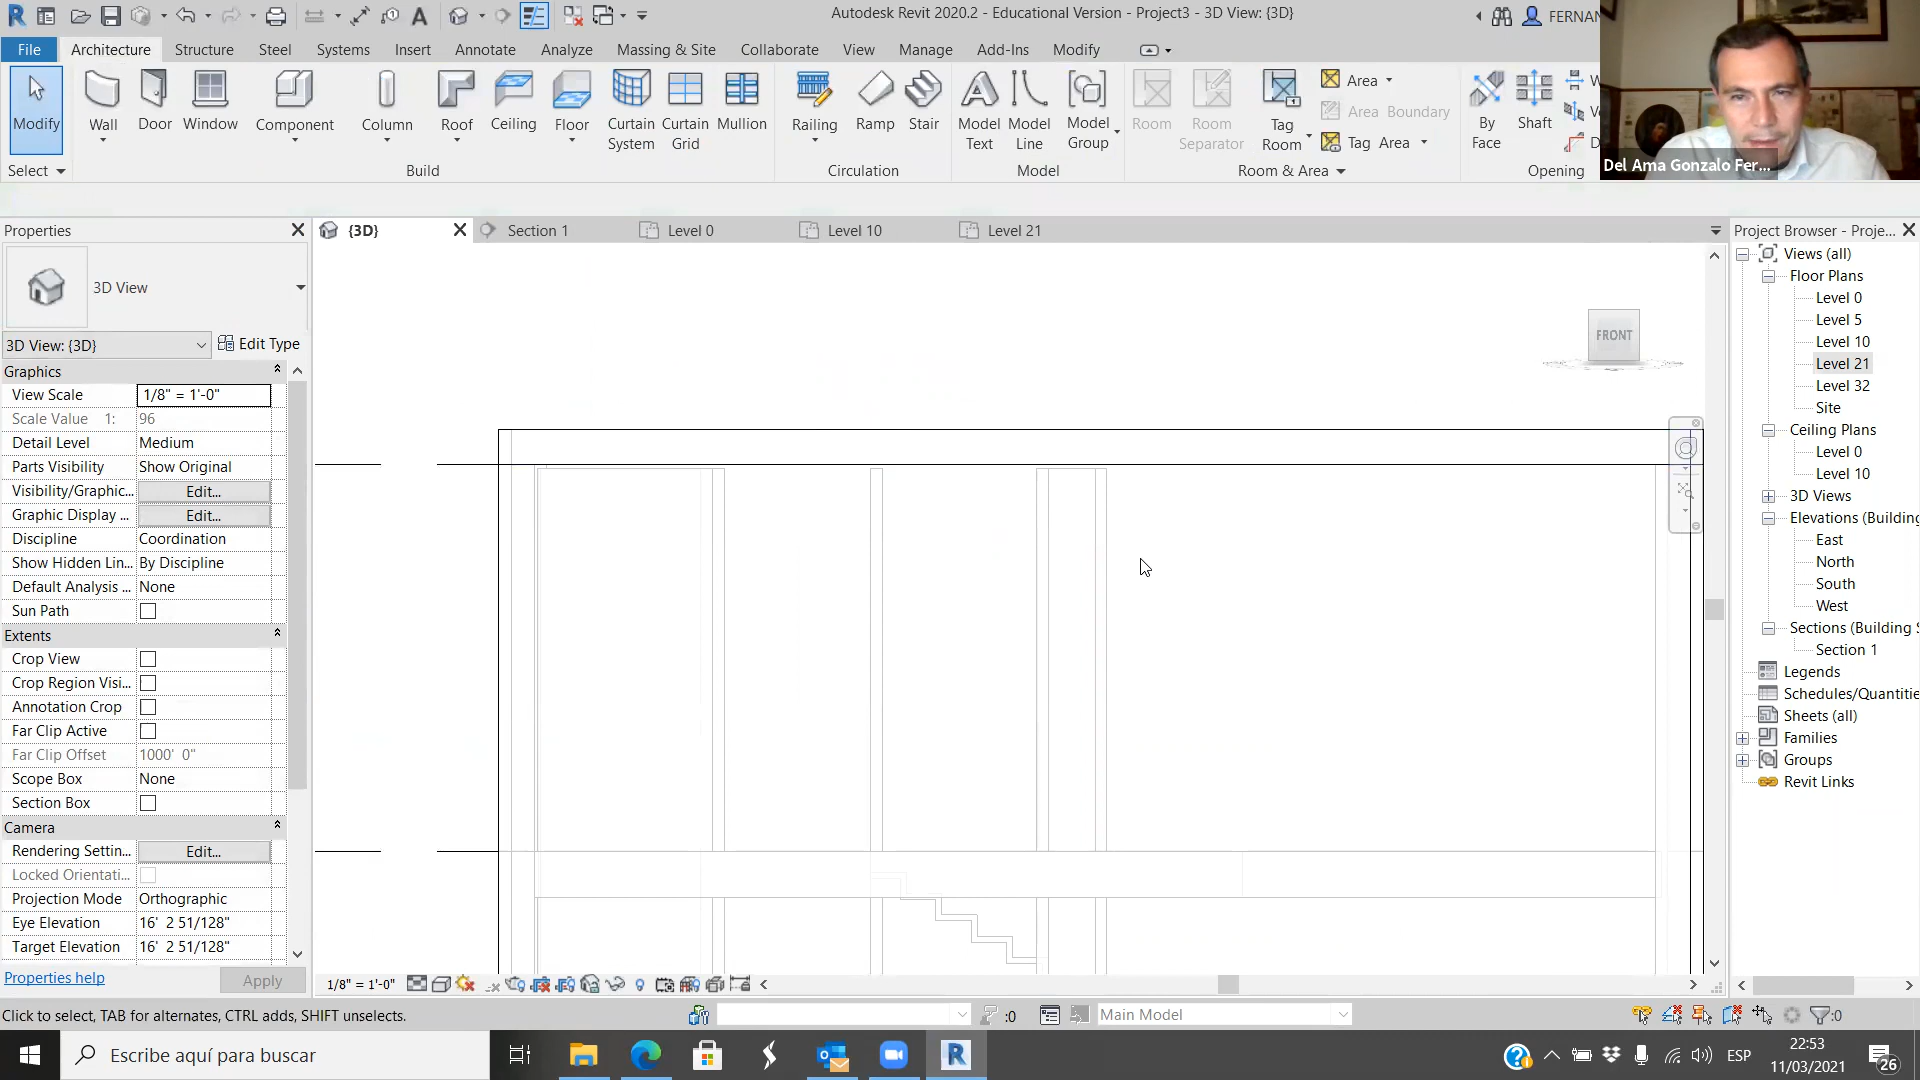 Autodesk Revit 2020.2 - Educational Version - Project3 - 3D View: {3D}
FERNAN
File Architecture Structure Steel Systems Insert Annotate Analyze Massing & Site Collaborate View Manage Add-Ins Modify
Modify Wall Door Window Component Column Roof Ceiling Floor Curtain System Curtain Grid Mullion Railing Ramp Stair Model Text Model Line Model Group Room Room Separator Tag Room By Face Shaft
Area
Area Boundary
Tag Area
Select Build Circulation Model Room & Area Opening
Del Ama Gonzalo Fer...
Properties
3D View
3D View: {3D} Edit Type
Graphics
View Scale 1/8" = 1'-0"
Scale Value 1: 96
Detail Level Medium
Parts Visibility Show Original
Visibility/Graphic... Edit...
Graphic Display ... Edit...
Discipline Coordination
Show Hidden Lin... By Discipline
Default Analysis ... None
Sun Path
Extents
Crop View
Crop Region Visi...
Annotation Crop
Far Clip Active
Far Clip Offset 1000' 0"
Scope Box None
Section Box
Camera
Rendering Settin... Edit...
Locked Orientati...
Projection Mode Orthographic
Eye Elevation 16' 2 51/128"
Target Elevation 16' 2 51/128"
Properties help Apply
{3D} Section 1 Level 0 Level 10 Level 21
FRONT
1/8" = 1'-0"
Project Browser - Proje...
Views (all)
Floor Plans
Level 0
Level 5
Level 10
Level 21
Level 32
Site
Ceiling Plans
Level 0
Level 10
3D Views
Elevations (Building
East
North
South
West
Sections (Building S
Section 1
Legends
Schedules/Quantitie
Sheets (all)
Families
Groups
Revit Links
Click to select, TAB for alternates, CTRL adds, SHIFT unselects.
:0
Main Model
:0
Escribe aquí para buscar
ESP
22:53
11/03/2021
26